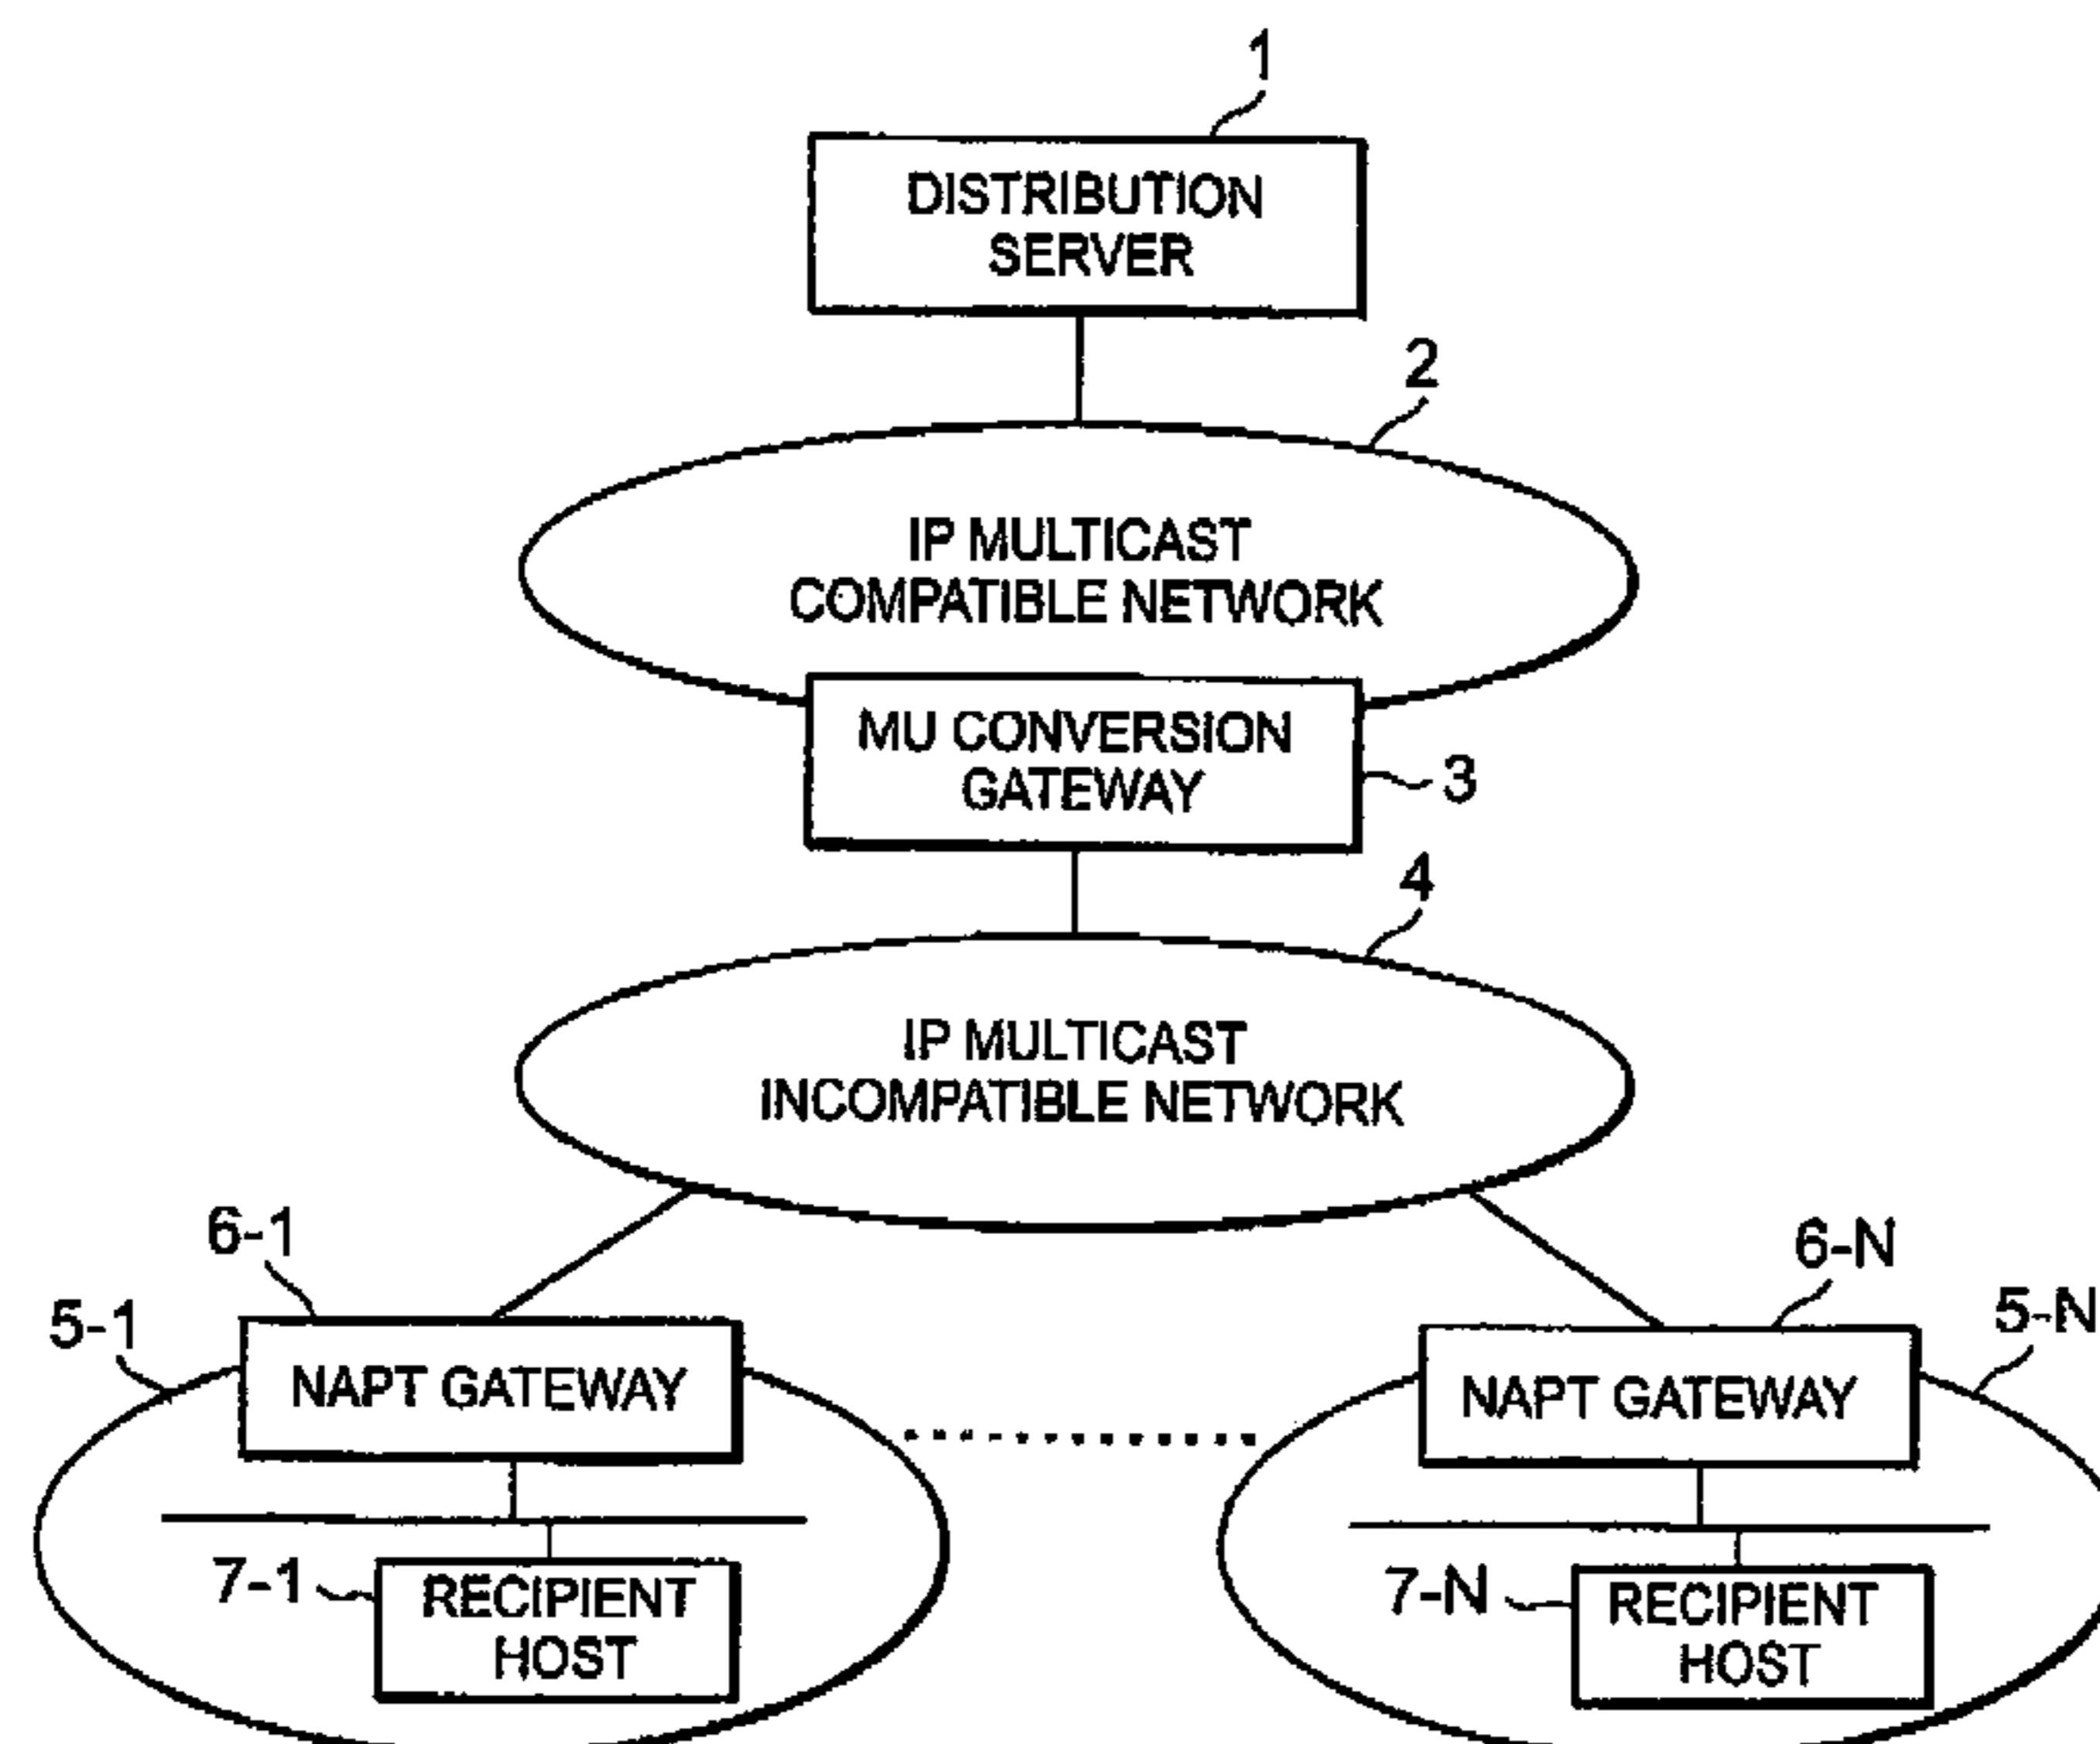 1
DISTRIBUTION
SERVER
2
IP MULTICAST
COMPATIBLE NETWORK
MU CONVERSION
GATEWAY
3
4
IP MULTICAST
INCOMPATIBLE NETWORK
6-1
6-N
5-1
5-N
NAPT GATEWAY
NAPT GATEWAY
7-1
RECIPIENT
HOST
7-N
RECIPIENT
HOST